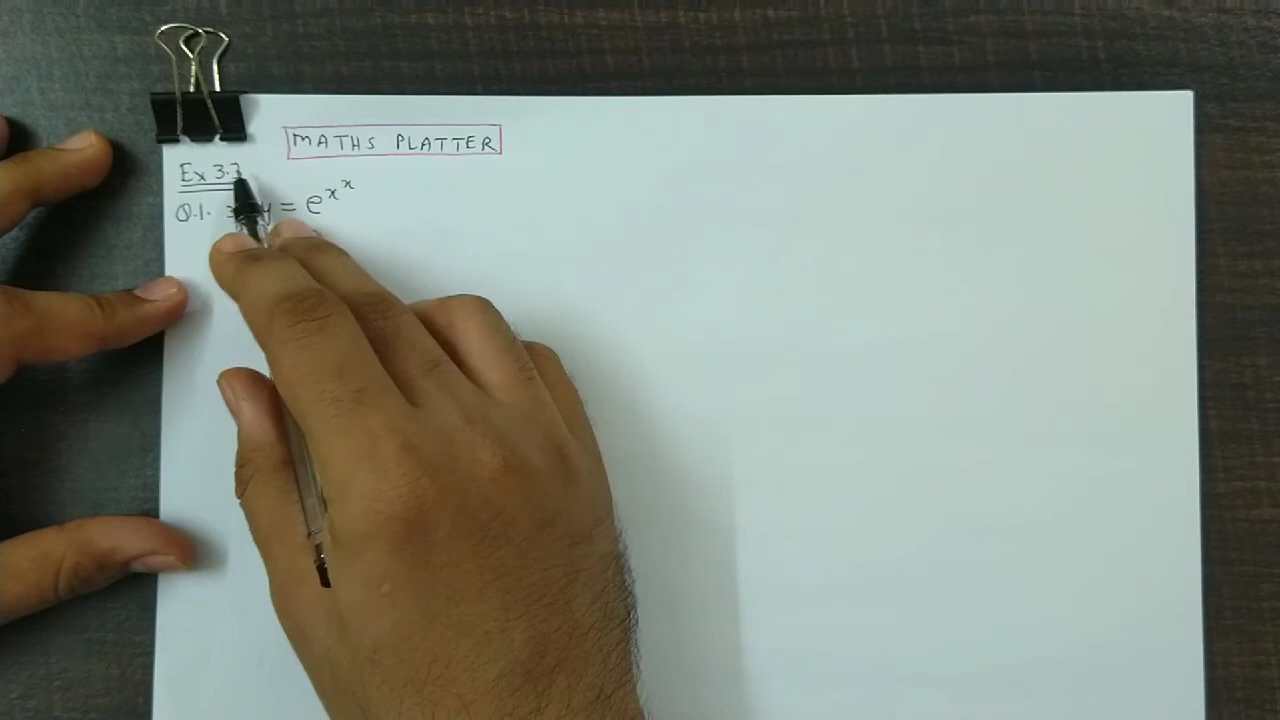 MATHS PLATTER
Ex 3.3
Q.1. y = e^x^x